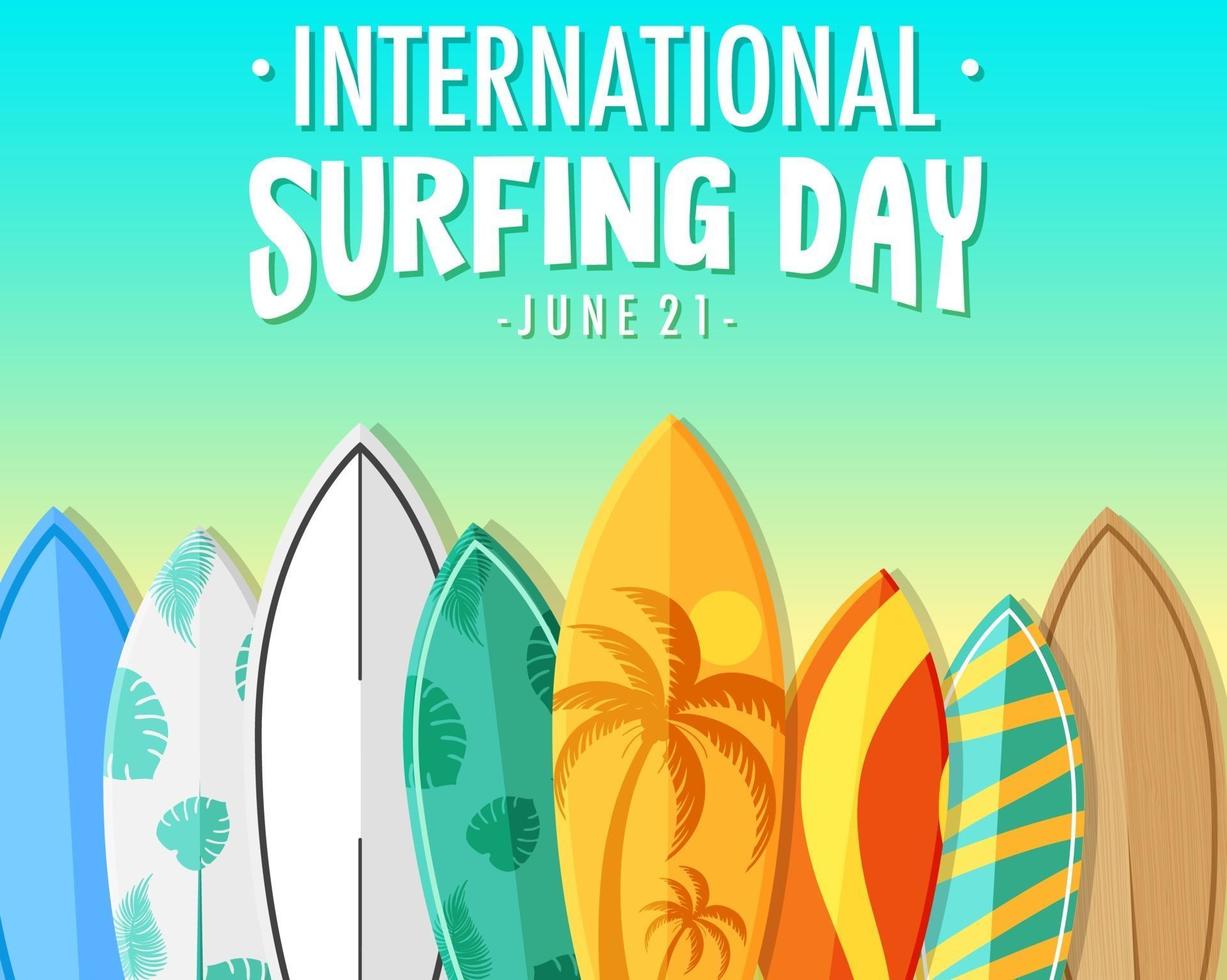 • INTERNATIONAL •
SURFING DAY
-JUNE 21-